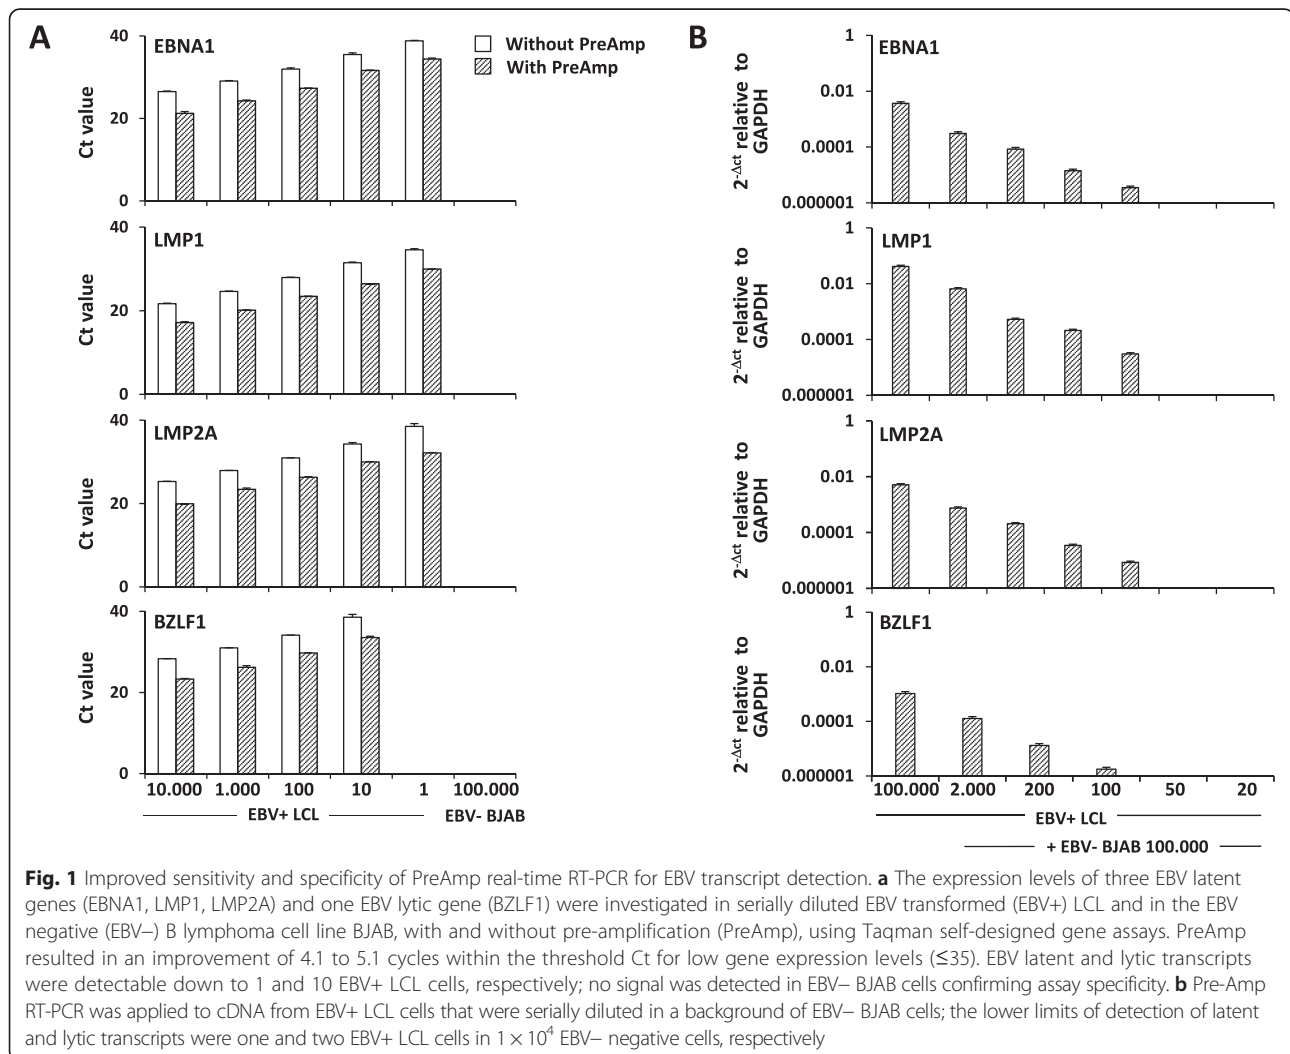 A
EBNA1
Without PreAmp
With PreAmp
40
20
0
Ct value
LMP1
40
20
0
Ct value
LMP2A
40
20
0
Ct value
BZLF1
40
20
0
Ct value
10.000 1.000 100 10 1 100.000
EBV+ LCL EBV- BJAB
B
EBNA1
1
0.01
0.0001
0.000001
2-Δct relative to
GAPDH
LMP1
1
0.01
0.0001
0.000001
2-Δct relative to
GAPDH
LMP2A
1
0.01
0.0001
0.000001
2-Δct relative to
GAPDH
BZLF1
1
0.01
0.0001
0.000001
2-Δct relative to
GAPDH
100.000 2.000 200 100 50 20
EBV+ LCL
+ EBV- BJAB 100.000
Fig. 1 Improved sensitivity and specificity of PreAmp real-time RT-PCR for EBV transcript detection. a The expression levels of three EBV latent
genes (EBNA1, LMP1, LMP2A) and one EBV lytic gene (BZLF1) were investigated in serially diluted EBV transformed (EBV+) LCL and in the EBV
negative (EBV−) B lymphoma cell line BJAB, with and without pre-amplification (PreAmp), using Taqman self-designed gene assays. PreAmp
resulted in an improvement of 4.1 to 5.1 cycles within the threshold Ct for low gene expression levels (≤35). EBV latent and lytic transcripts
were detectable down to 1 and 10 EBV+ LCL cells, respectively; no signal was detected in EBV− BJAB cells confirming assay specificity. b Pre-Amp
RT-PCR was applied to cDNA from EBV+ LCL cells that were serially diluted in a background of EBV− BJAB cells; the lower limits of detection of latent
and lytic transcripts were one and two EBV+ LCL cells in 1 × 10⁴ EBV− negative cells, respectively